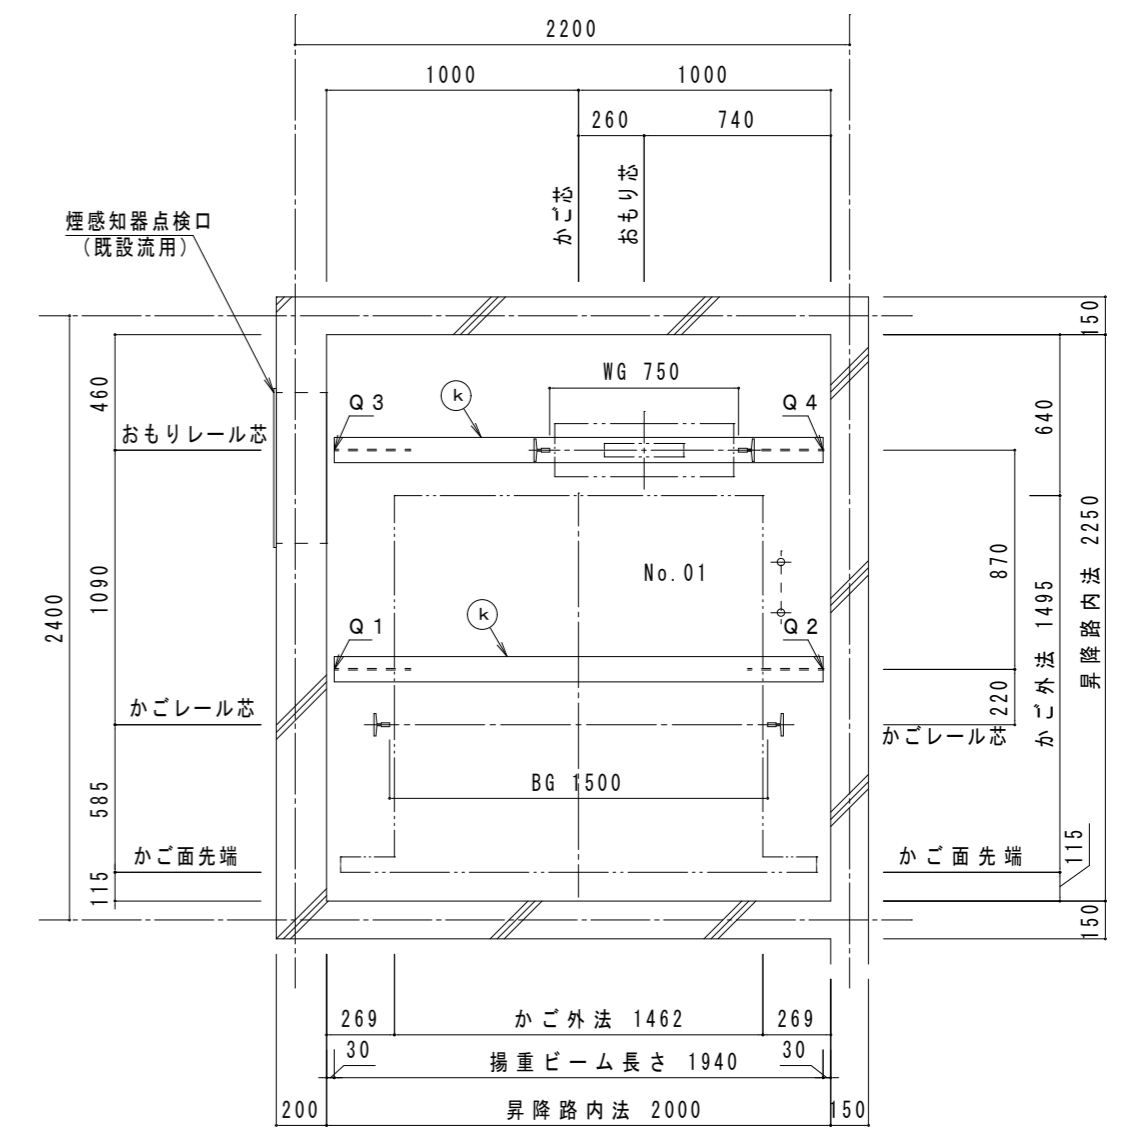 2200
1000
1000
260
740
かご芯
おもり芯
煙感知器点検口
(既設流用)
150
WG 750
Q3
k
Q4
460
640
おもりレール芯
昇降路内法 2250
No.01
870
1090
2400
かご外法 1495
k
Q1
Q2
220
かごレール芯
かごレール芯
BG 1500
585
かご面先端
かご面先端
115
115
150
269
かご外法 1462
269
30
揚重ビーム長さ 1940
30
200
昇降路内法 2000
150